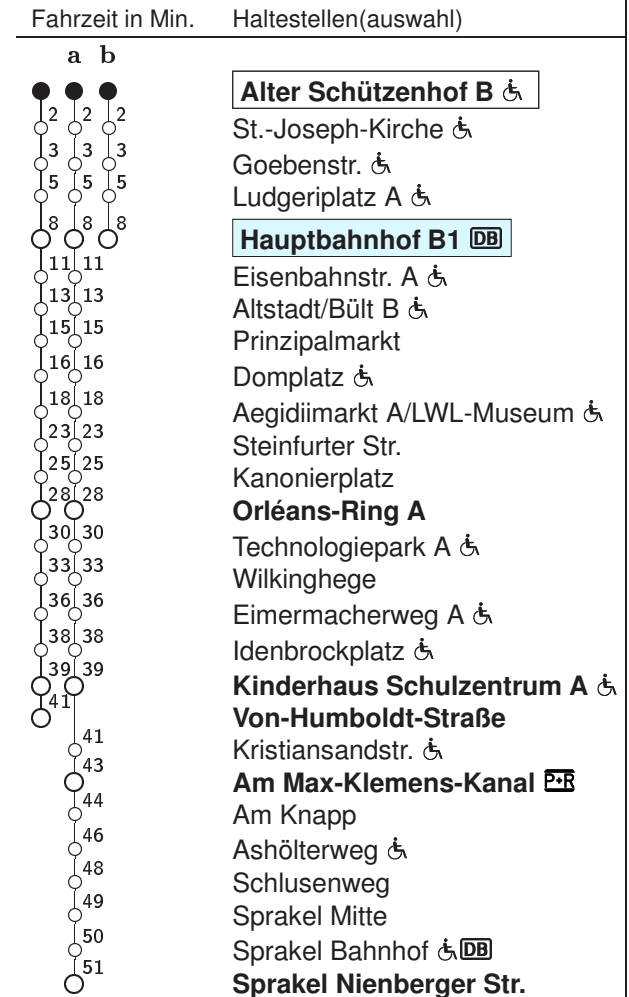 Fahrzeit in Min. Haltestellen(auswahl)
a b
Alter Schützenhof B
2 2 2 St.-Joseph-Kirche
3 3 3 Goebenstr.
5 5 5 Ludgeriplatz A
8 8 8 Hauptbahnhof B1 DB
11 11 Eisenbahnstr. A
13 13 Altstadt/Bült B
15 15 Prinzipalmarkt
16 16 Domplatz
18 18 Aegidiimarkt A/LWL-Museum
23 23 Steinfurter Str.
25 25 Kanonierplatz
28 28 Orléans-Ring A
30 30 Technologiepark A
33 33 Wilkinghege
36 36 Eimermacherweg A
38 38 Idenbrockplatz
39 39 Kinderhaus Schulzentrum A
41 Von-Humboldt-Straße
41 Kristiansandstr.
43 Am Max-Klemens-Kanal P+R
44 Am Knapp
46 Ashölterweg
48 Schlusenweg
49 Sprakel Mitte
50 Sprakel Bahnhof DB
51 Sprakel Nienberger Str.